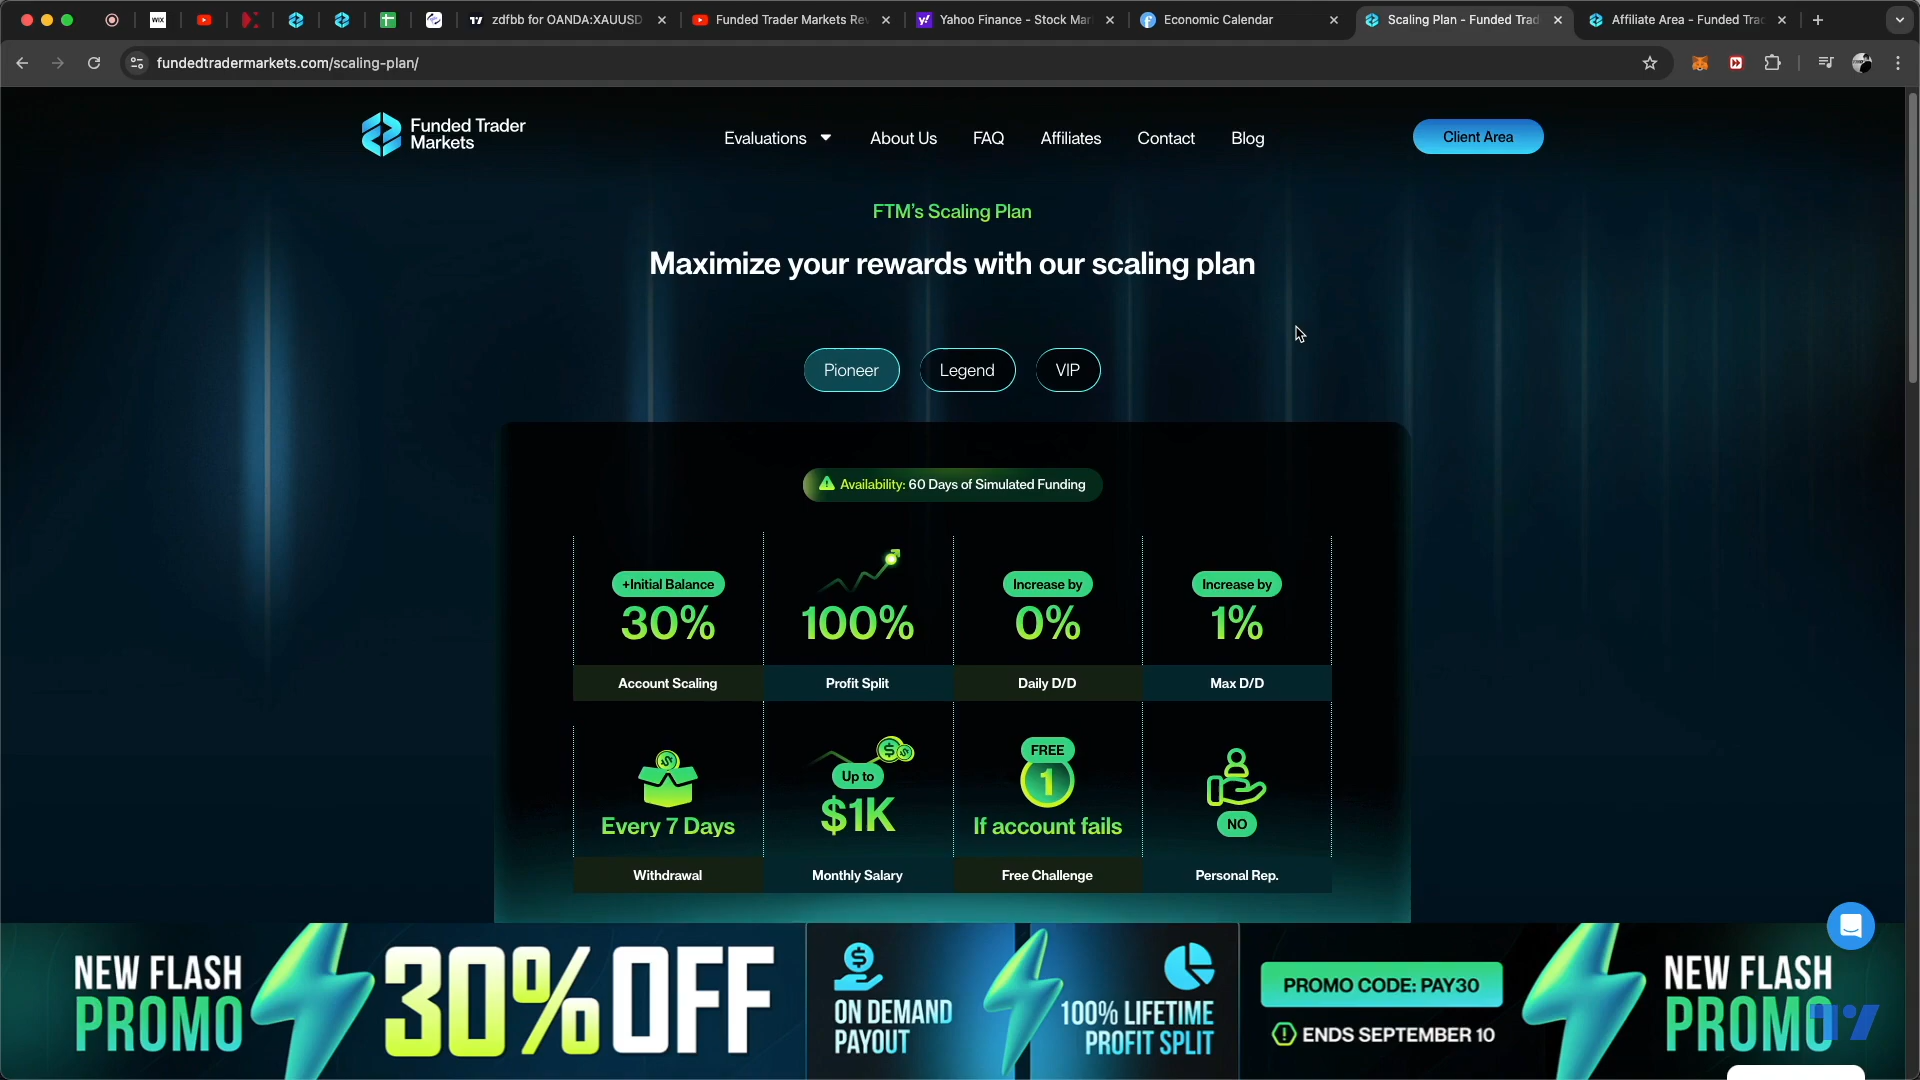 WIX
zdfbb for OANDA:XAUUSD
Funded Trader Markets Re
Yahoo Finance - Stock Mar
Economic Calendar
Scaling Plan - Funded Trad
Affiliate Area - Funded Tra
fundedtradermarkets.com/scaling-plan/
Funded Trader
Markets
Evaluations
About Us
FAQ
Affiliates
Contact
Blog
Client Area
FTM's Scaling Plan
Maximize your rewards with our scaling plan
Pioneer
Legend
VIP
Availability: 60 Days of Simulated Funding
+Initial Balance
30%
Account Scaling
100%
Profit Split
Increase by
0%
Daily D/D
Increase by
1%
Max D/D
Every 7 Days
Withdrawal
Up to
$1K
Monthly Salary
FREE
1
If account fails
Free Challenge
NO
Personal Rep.
NEW FLASH
PROMO
30% OFF
ON DEMAND
PAYOUT
100% LIFETIME
PROFIT SPLIT
PROMO CODE: PAY30
ENDS SEPTEMBER 10
NEW FLASH
PROMO